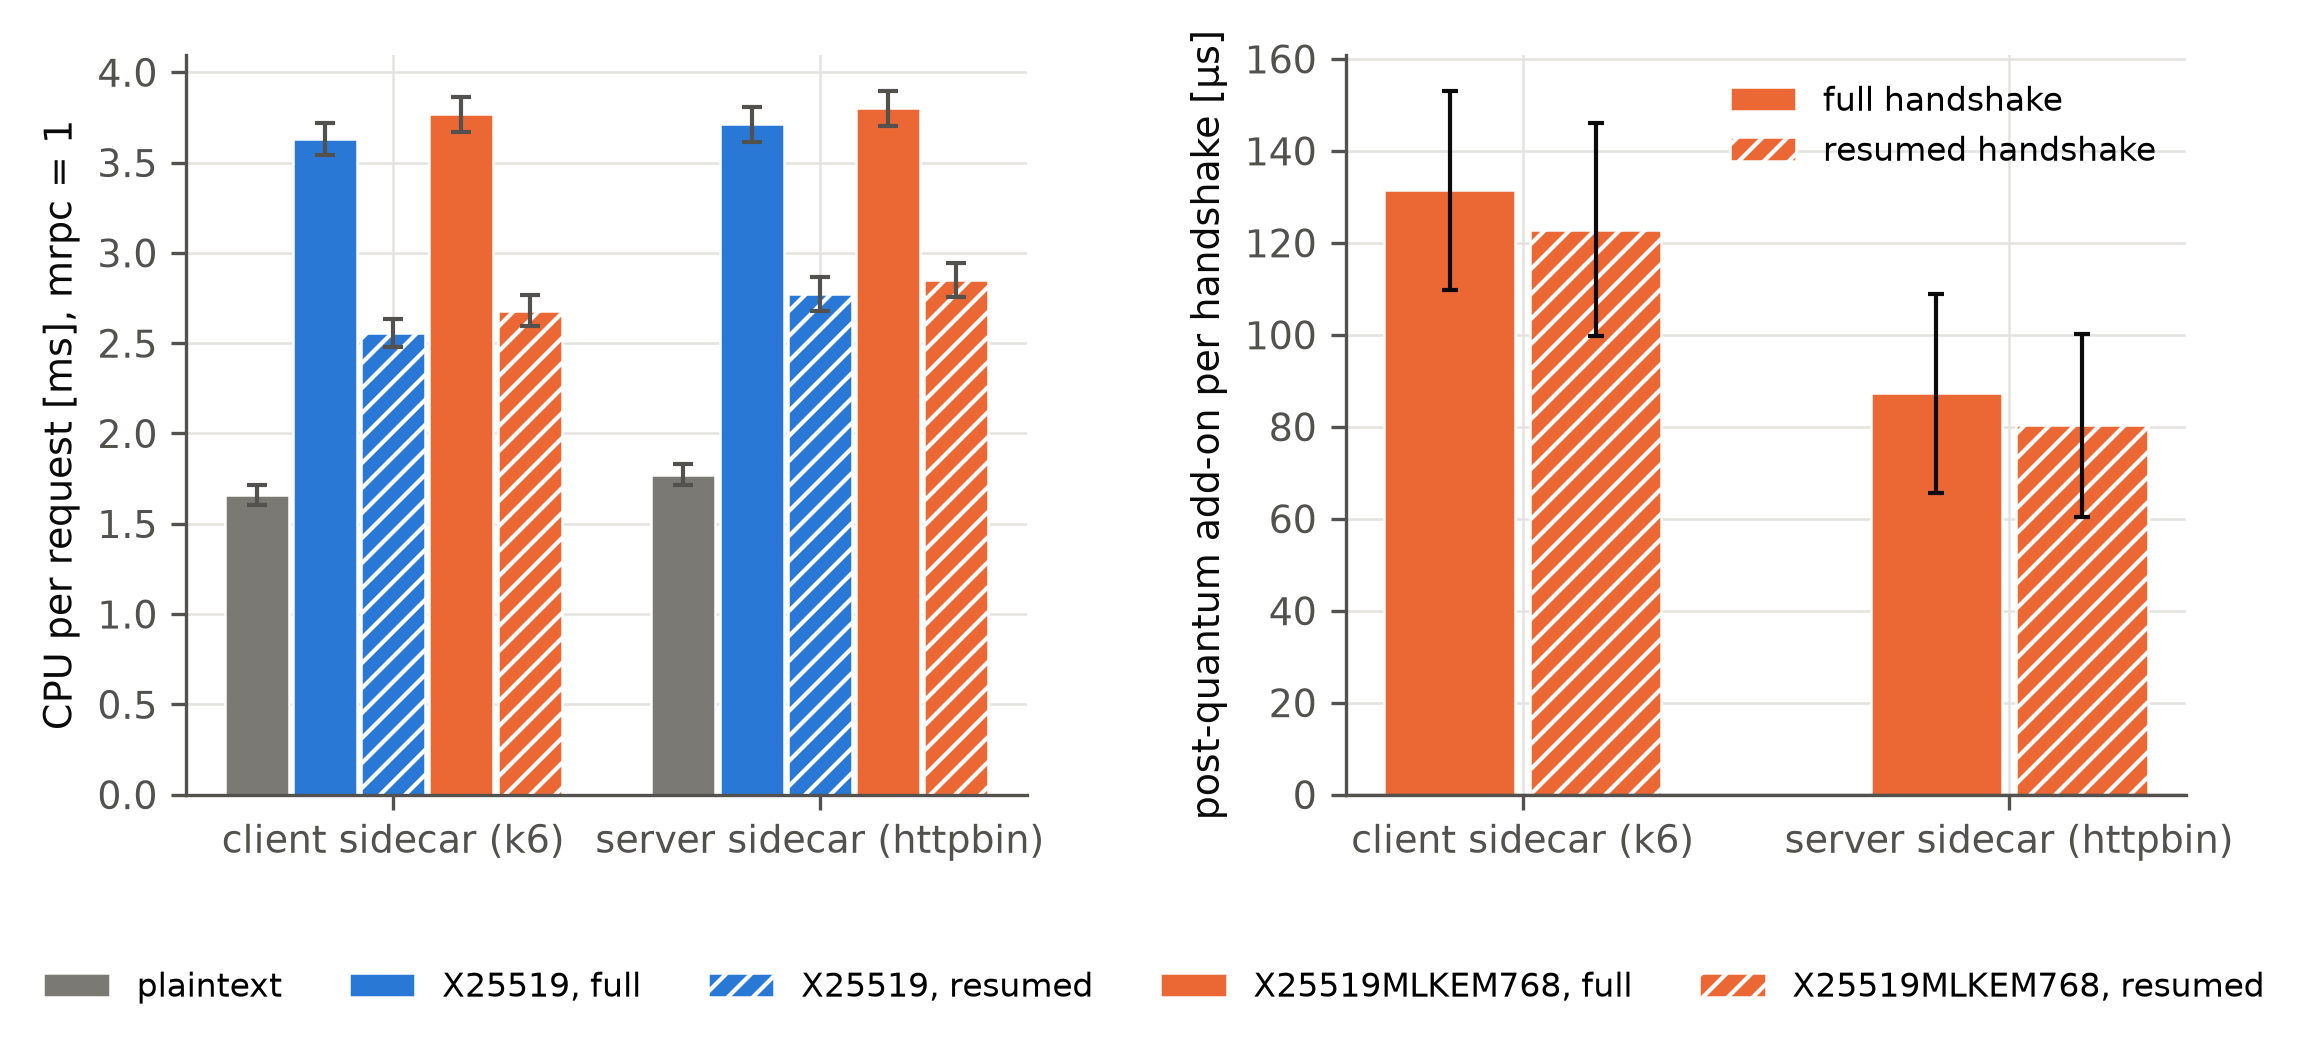 CPU per request [ms], mrpc = 1
4.0
3.5
3.0
2.5
2.0
1.5
1.0
0.5
0.0
client sidecar (k6)
server sidecar (httpbin)
post-quantum add-on per handshake [µs]
160
140
120
100
80
60
40
20
0
full handshake
resumed handshake
client sidecar (k6)
server sidecar (httpbin)
plaintext
X25519, full
X25519, resumed
X25519MLKEM768, full
X25519MLKEM768, resumed